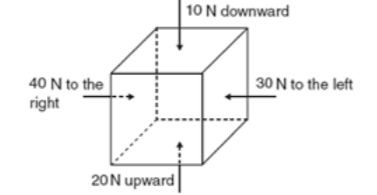 10 N downward
40 N to the
right
30 N to the left
20 N upward